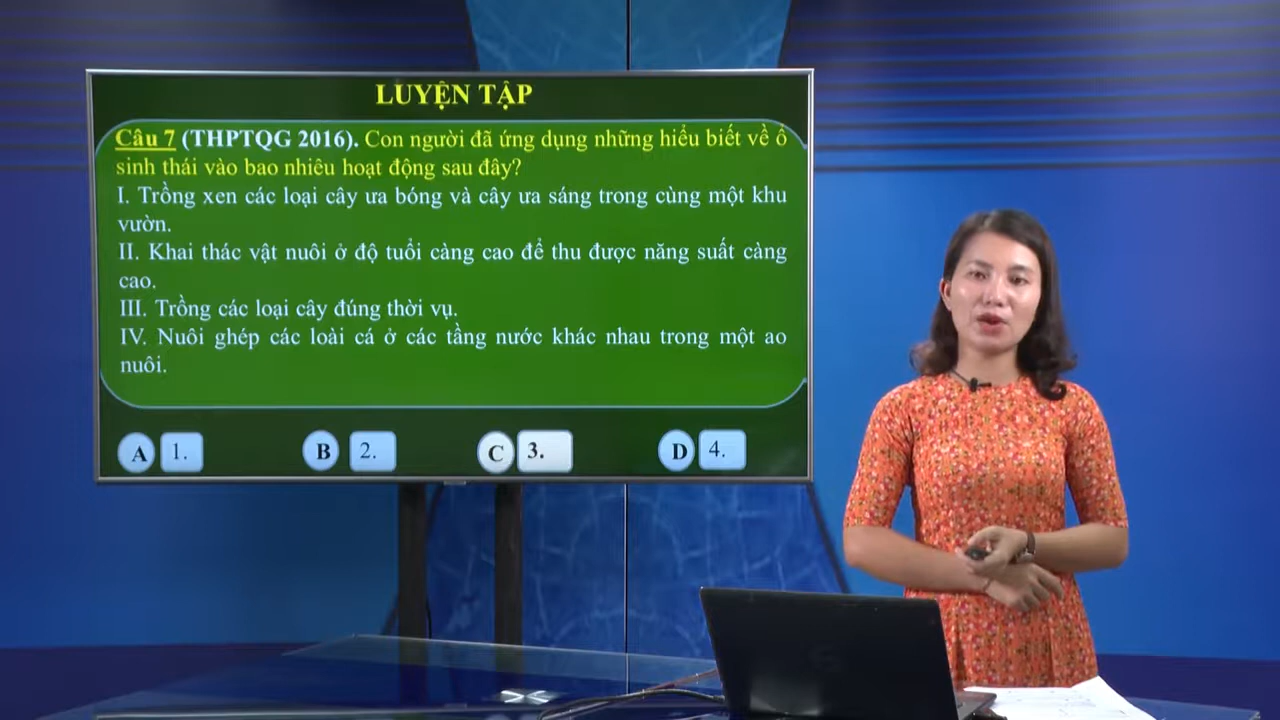 LUYỆN TẬP
Câu 7 (THPTQG 2016). Con người đã ứng dụng những hiểu biết về ổ
sinh thái vào bao nhiêu hoạt động sau đây?
I. Trồng xen các loại cây ưa bóng và cây ưa sáng trong cùng một khu
vườn.
II. Khai thác vật nuôi ở độ tuổi càng cao để thu được năng suất càng
cao.
III. Trồng các loại cây đúng thời vụ.
IV. Nuôi ghép các loài cá ở các tầng nước khác nhau trong một ao
nuôi.
A 1. B 2. C 3. D 4.